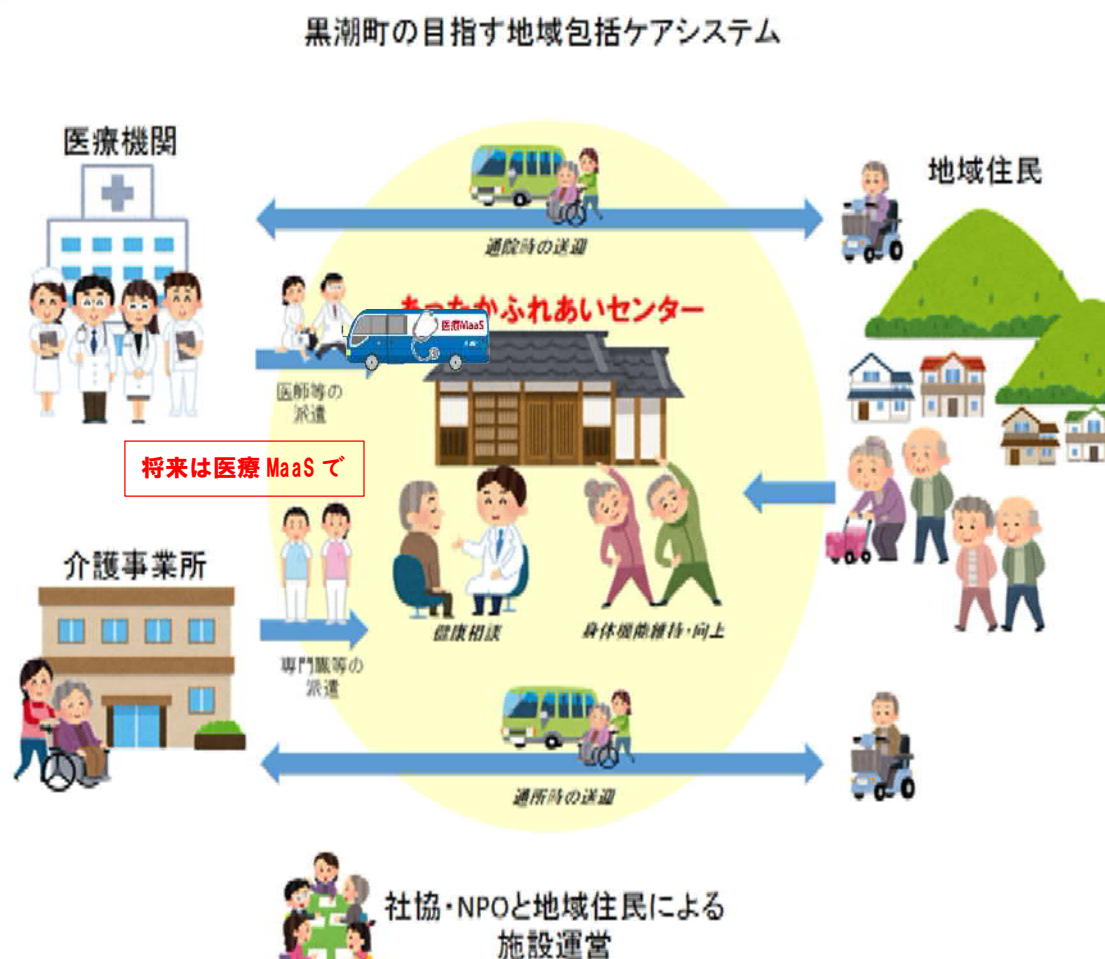 黒潮町の目指す地域包括ケアシステム
医療機関
地域住民
通院時の送迎
ふれあいセンター
医療MaaS
医師等の
派遣
将来は医療 MaaS で
介護事業所
健康相談
身体機能維持・向上
専門職等の
派遣
通所時の送迎
社協・NPOと地域住民による
施設運営